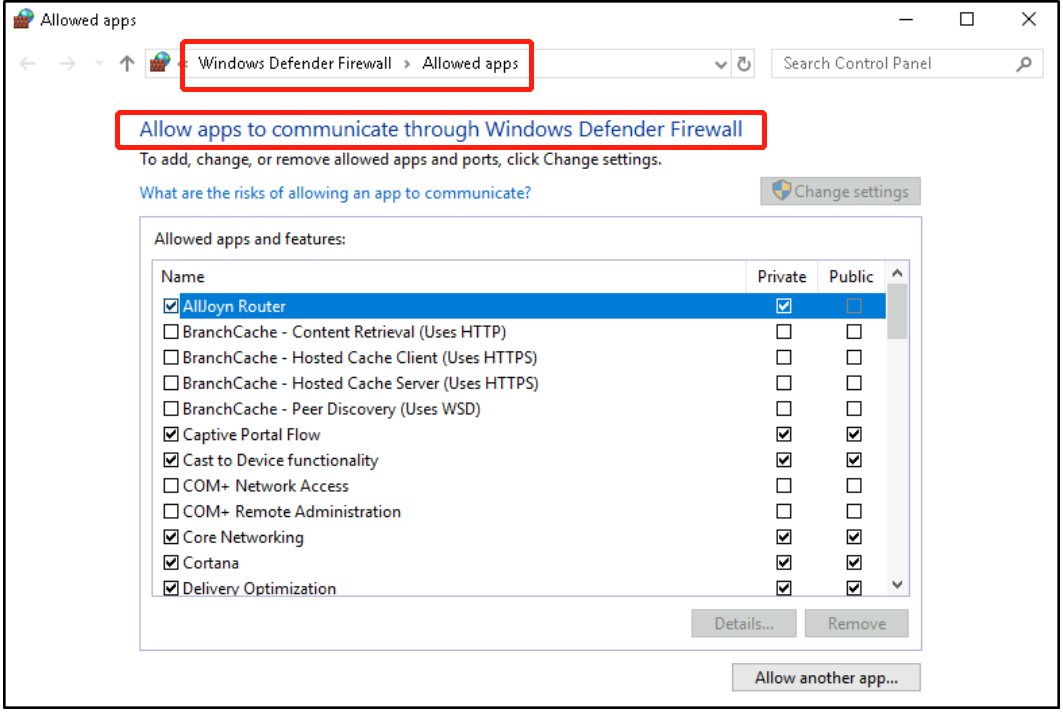 Allowed apps
« Windows Defender Firewall > Allowed apps
Search Control Panel
Allow apps to communicate through Windows Defender Firewall
To add, change, or remove allowed apps and ports, click Change settings.
What are the risks of allowing an app to communicate?
Change settings
Allowed apps and features:
Name Private Public
AllJoyn Router
BranchCache - Content Retrieval (Uses HTTP)
BranchCache - Hosted Cache Client (Uses HTTPS)
BranchCache - Hosted Cache Server (Uses HTTPS)
BranchCache - Peer Discovery (Uses WSD)
Captive Portal Flow
Cast to Device functionality
COM+ Network Access
COM+ Remote Administration
Core Networking
Cortana
Delivery Optimization
Details... Remove
Allow another app...